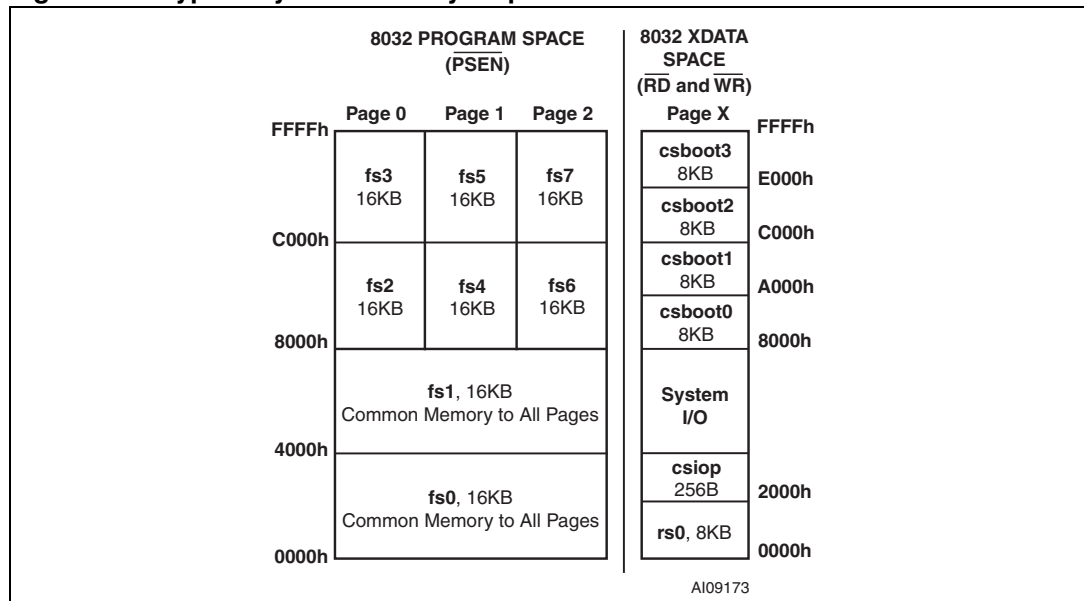 8032 PROGRAM SPACE
(PSEN)
Page 0 Page 1 Page 2
FFFFh
fs3
16KB
fs5
16KB
fs7
16KB
C000h
fs2
16KB
fs4
16KB
fs6
16KB
8000h
fs1, 16KB
Common Memory to All Pages
4000h
fs0, 16KB
Common Memory to All Pages
0000h
8032 XDATA
SPACE
(RD and WR)
Page X
FFFFh
csboot3
8KB
E000h
csboot2
8KB
C000h
csboot1
8KB
A000h
csboot0
8KB
8000h
System
I/O
csiop
256B
2000h
rs0, 8KB
0000h
AI09173